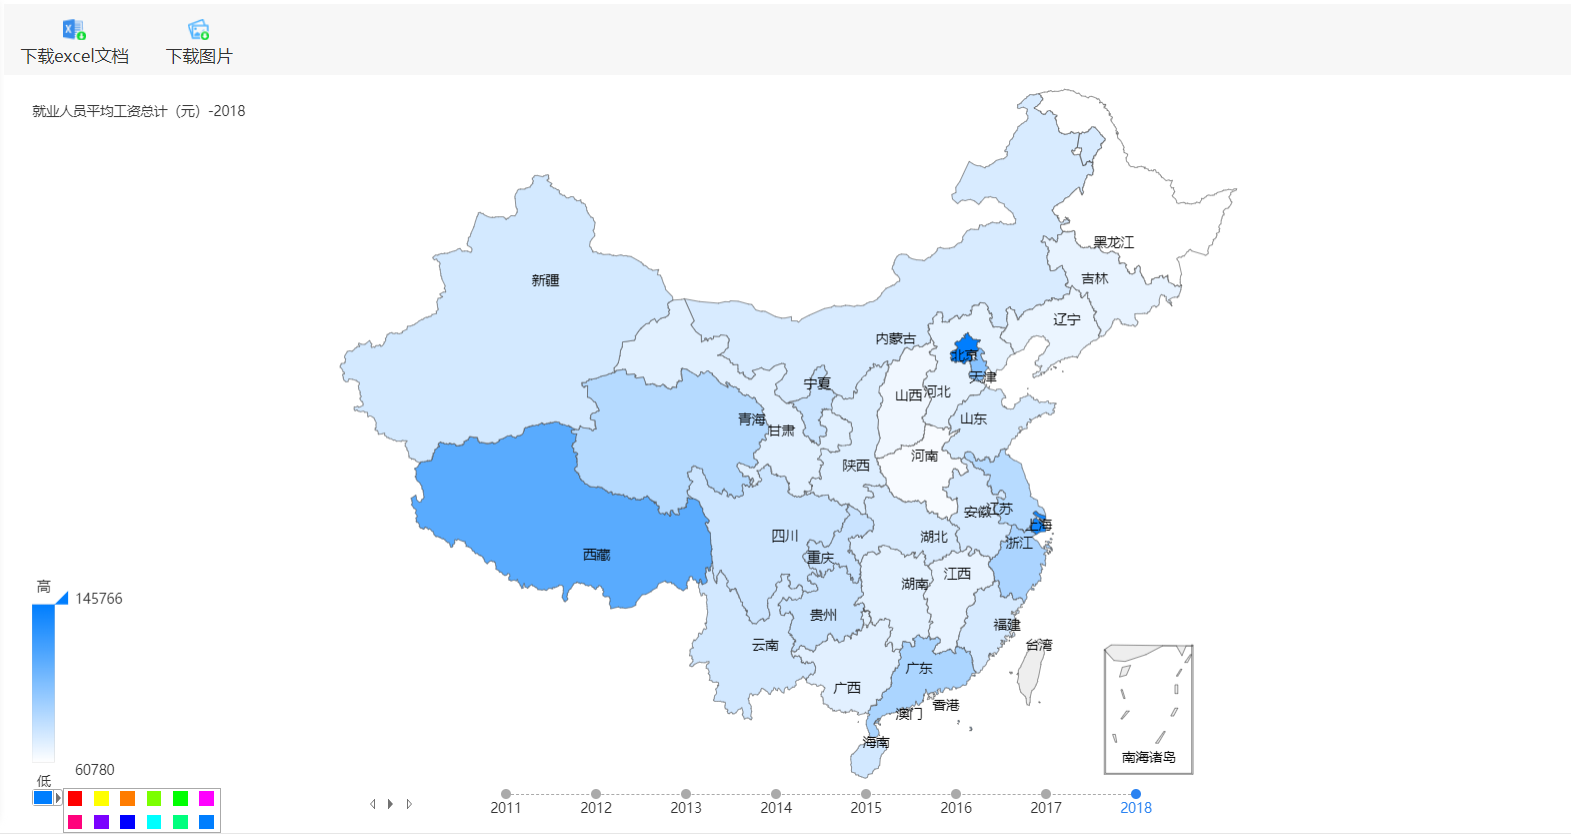 下载excel文档
下载图片
就业人员平均工资总计（元）-2018
黑龙江
吉林
新疆
辽宁
内蒙古
北京
天津
宁夏
山西
河北
青海
山东
甘肃
河南
陕西
安徽
江苏
上海
四川
湖北
浙江
西藏
重庆
江西
湖南
贵州
福建
云南
台湾
广东
广西
香港
澳门
海南
南海诸岛
高
145766
60780
低
2011
2012
2013
2014
2015
2016
2017
2018